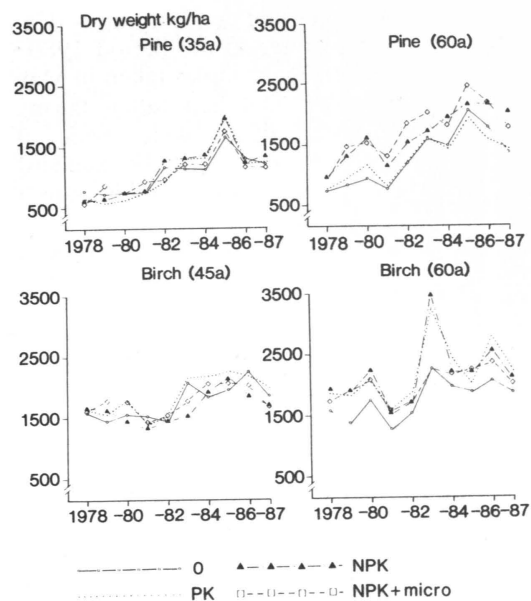 Dry weight kg/ha
Pine (35a)
Pine (60a)
3500 3500
2500 2500
1500 1500
500 500
1978 -80 -82 -84 -86 -87 1978 -80 -82 -84 -86 -87
Birch (45a) Birch (60a)
3500 3500
2500 2500
1500 1500
500 500
1978 -80 -82 -84 -86 -87 1978 -80 -82 -84 -86 -87
0 NPK
PK NPK+micro